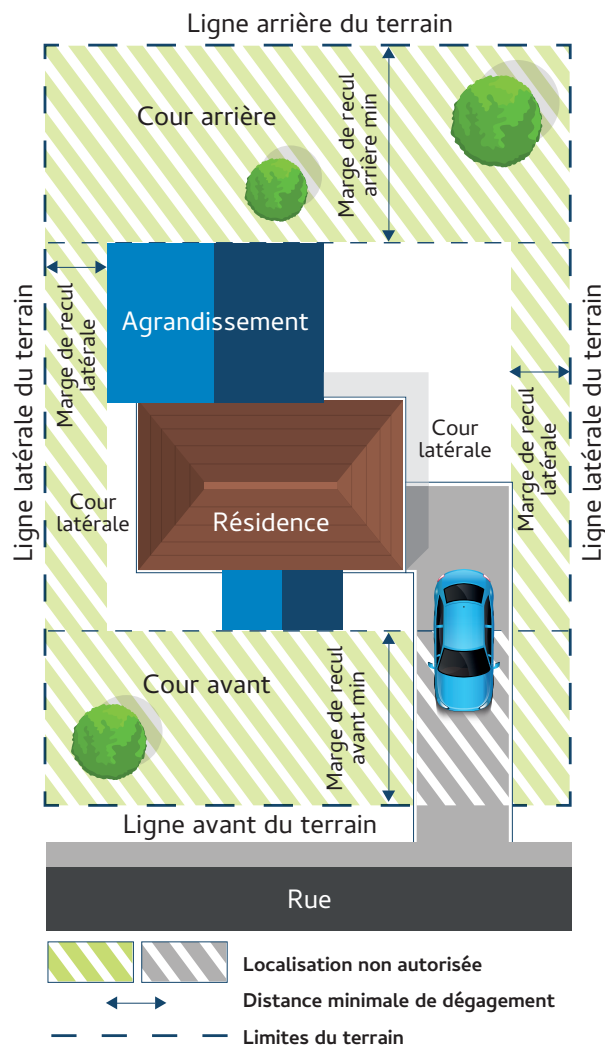 Ligne arrière du terrain
Cour arrière
Marge de recul
arrière min
Ligne latérale du terrain
Marge de recul
latérale
Agrandissement
Cour
latérale
Résidence
Cour
latérale
Marge de recul
latérale
Ligne latérale du terrain
Cour avant
Marge de recul
avant min
Ligne avant du terrain
Rue
Localisation non autorisée
Distance minimale de dégagement
Limites du terrain